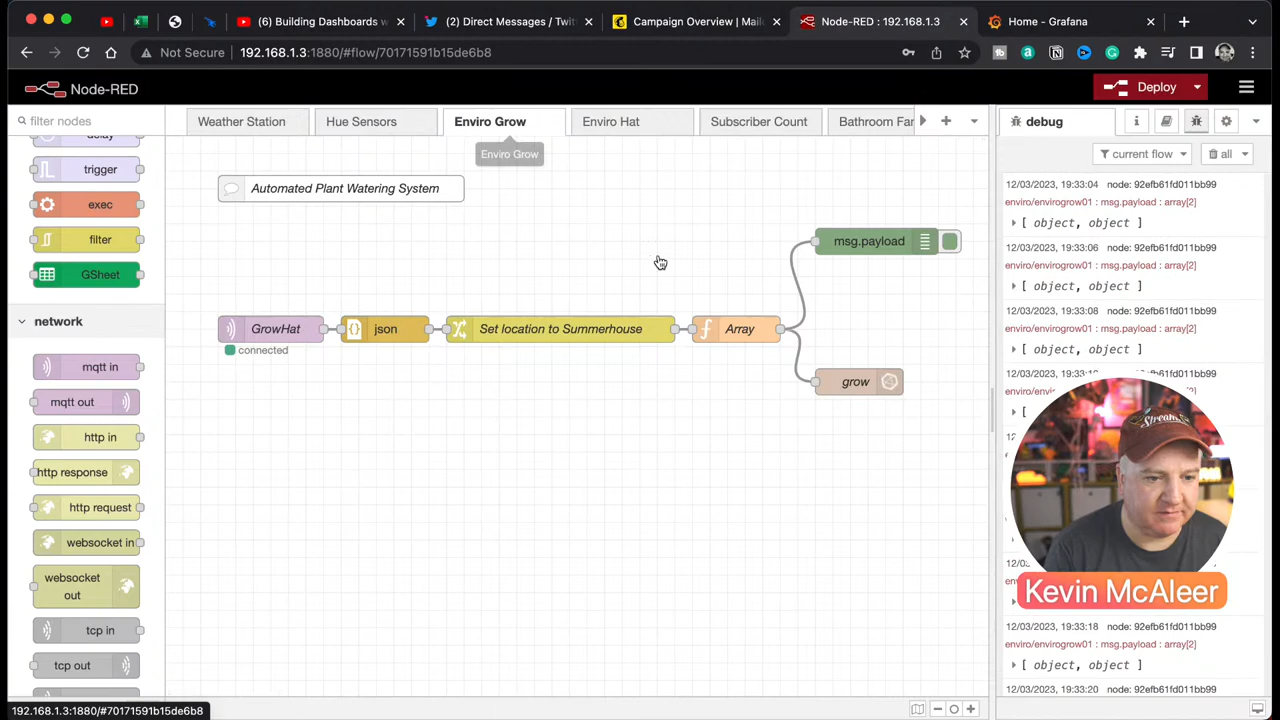 (6) Building Dashboards w
(2) Direct Messages / Twit
Campaign Overview | Mail
Node-RED : 192.168.1.3
Home - Grafana
Not Secure
192.168.1.3:1880/#flow/70171591b15de6b8
Node-RED
Deploy
filter nodes
Weather Station
Hue Sensors
Enviro Grow
Enviro Hat
Subscriber Count
Bathroom Far
debug
Enviro Grow
current flow
all
delay
trigger
exec
filter
GSheet
network
mqtt in
mqtt out
http in
http response
http request
websocket in
websocket
out
tcp in
tcp out
Automated Plant Watering System
GrowHat
connected
json
Set location to Summerhouse
Array
msg.payload
grow
12/03/2023, 19:33:04 node: 92efb61fd011bb99
enviro/envirogrow01 : msg.payload : array[2]
[ object, object ]
12/03/2023, 19:33:06 node: 92efb61fd011bb99
enviro/envirogrow01 : msg.payload : array[2]
[ object, object ]
12/03/2023, 19:33:08 node: 92efb61fd011bb99
enviro/envirogrow01 : msg.payload : array[2]
[ object, object ]
Kevin McAleer
12/03/2023, 19:33:18 node: 92efb61fd011bb99
enviro/envirogrow01 : msg.payload : array[2]
[ object, object ]
12/03/2023, 19:33:20 node: 92efb61fd011bb99
192.168.1.3:1880/#70171591b15de6b8